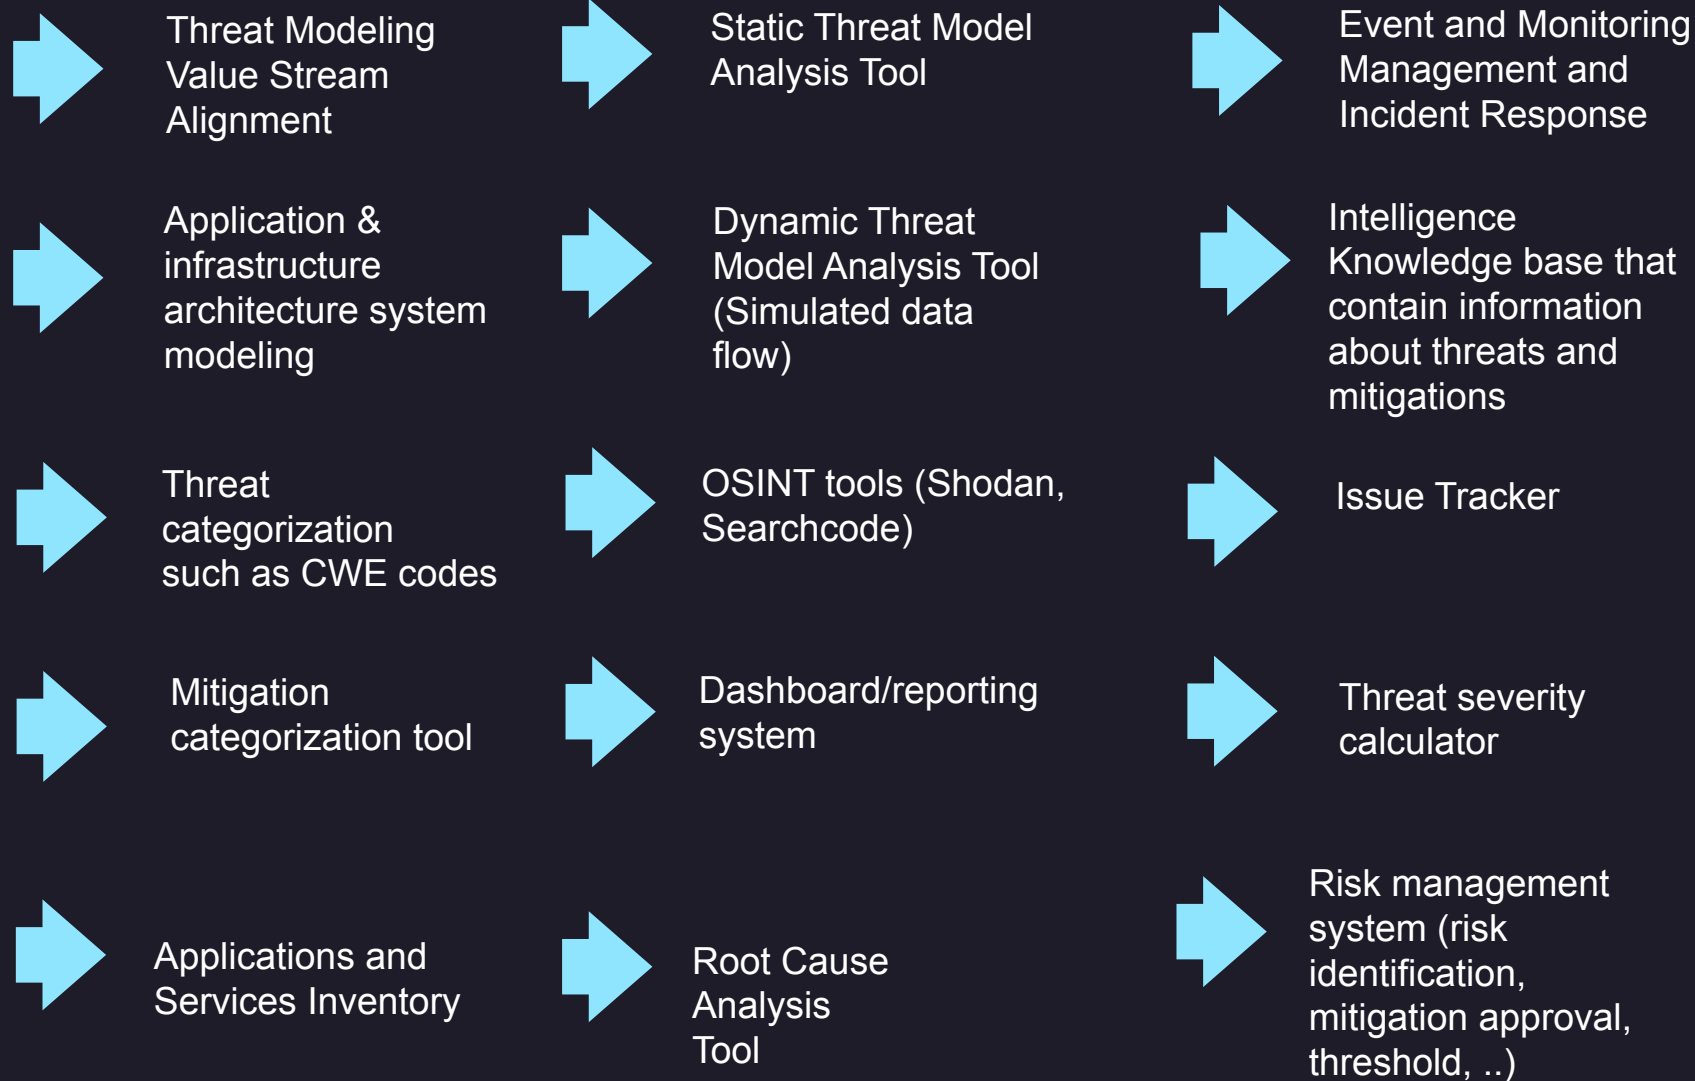 Threat Modeling
Value Stream
Alignment
Static Threat Model
Analysis Tool
Event and Monitoring
Management and
Incident Response
Application &
infrastructure
architecture system
modeling
Dynamic Threat
Model Analysis Tool
(Simulated data
flow)
Intelligence
Knowledge base that
contain information
about threats and
mitigations
Threat
categorization
such as CWE codes
OSINT tools (Shodan,
Searchcode)
Issue Tracker
Mitigation
categorization tool
Dashboard/reporting
system
Threat severity
calculator
Applications and
Services Inventory
Root Cause
Analysis
Tool
Risk management
system (risk
identification,
mitigation approval,
threshold, ..)